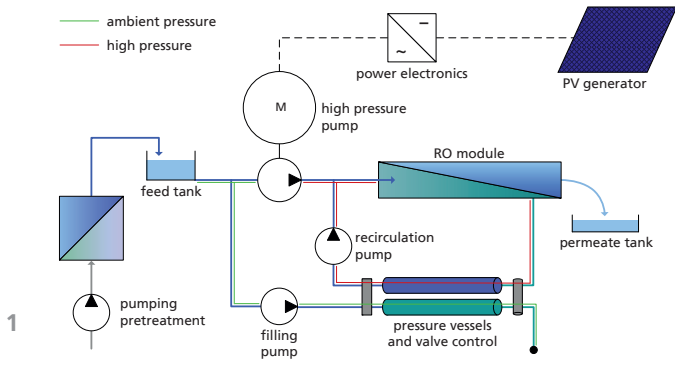 ambient pressure
high pressure
power electronics
PV generator
M
high pressure
pump
RO module
feed tank
permeate tank
recirculation
pump
pumping
pretreatment
filling
pump
pressure vessels
and valve control
1